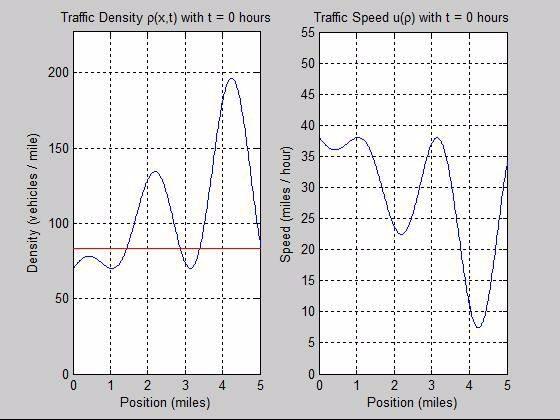 Traffic Density ρ(x,t) with t = 0 hours
Density (vehicles / mile)
200
150
100
50
0
0 1 2 3 4 5
Position (miles)
Traffic Speed u(ρ) with t = 0 hours
Speed (miles / hour)
55
50
45
40
35
30
25
20
15
10
5
0
0 1 2 3 4 5
Position (miles)